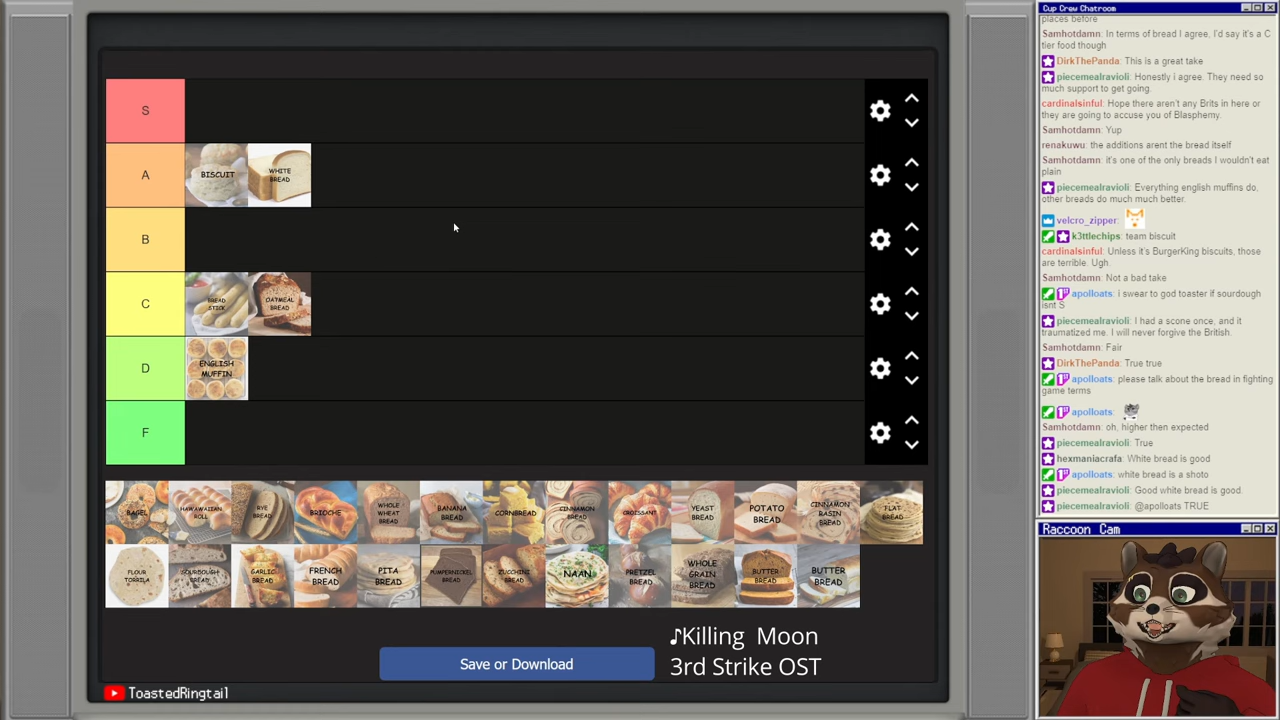 Cup Crew Chatroom
places before
Samhotdamn: In terms of bread I agree, I'd say it's a C
tier food though
DirkThePanda: This is a great take
piecemealravioli: Honestly i agree. They need so
much support to get going.
cardinalsinful: Hope there aren't any Brits in here or
they are going to accuse you of Blasphemy.
Samhotdamn: Yup
renakuwu: the additions arent the bread itself
Samhotdamn: it's one of the only breads I wouldn't eat
plain
piecemealravioli: Everything english muffins do,
other breads do much much better.
velcro_zipper:
k3ttlechips: team biscuit
cardinalsinful: Unless it's BurgerKing biscuits, those
are terrible. Ugh.
Samhotdamn: Not a bad take
apolloats: i swear to god toaster if sourdough
isnt S
piecemealravioli: I had a scone once, and it
traumatized me. I will never forgive the British.
Samhotdamn: Fair
DirkThePanda: True true
apolloats: please talk about the bread in fighting
game terms
apolloats:
Samhotdamn: oh, higher then expected
piecemealravioli: True
hexmaniacrafa: White bread is good
apolloats: white bread is a shoto
piecemealravioli: Good white bread is good.
piecemealravioli: @apolloats TRUE
Raccoon Cam
S
A
BISCUIT
WHITE
BREAD
B
C
BREAD
STICK
OATMEAL
BREAD
D
ENGLISH
MUFFIN
F
BAGEL
HAWAIAIIAN
ROLL
RYE
BREAD
BRIOCHE
WHOLE
WHEAT
BREAD
BANANA
BREAD
CORNBREAD
CINNAMON
BREAD
CROISSANT
YEAST
BREAD
POTATO
BREAD
CINNAMON
RASIN
BREAD
FLAT
BREAD
FLOUR
TORRILA
SOURBOUGH
BREAD
GARLIC
BREAD
FRENCH
BREAD
PITA
BREAD
PUMPERNICKEL
BREAD
ZUCCHINI
BREAD
NAAN
PRETZEL
BREAD
WHOLE
GRAIN
BREAD
BUTTER
BREAD
BUTTER
BREAD
♪Killing Moon
3rd Strike OST
Save or Download
ToastedRingtail